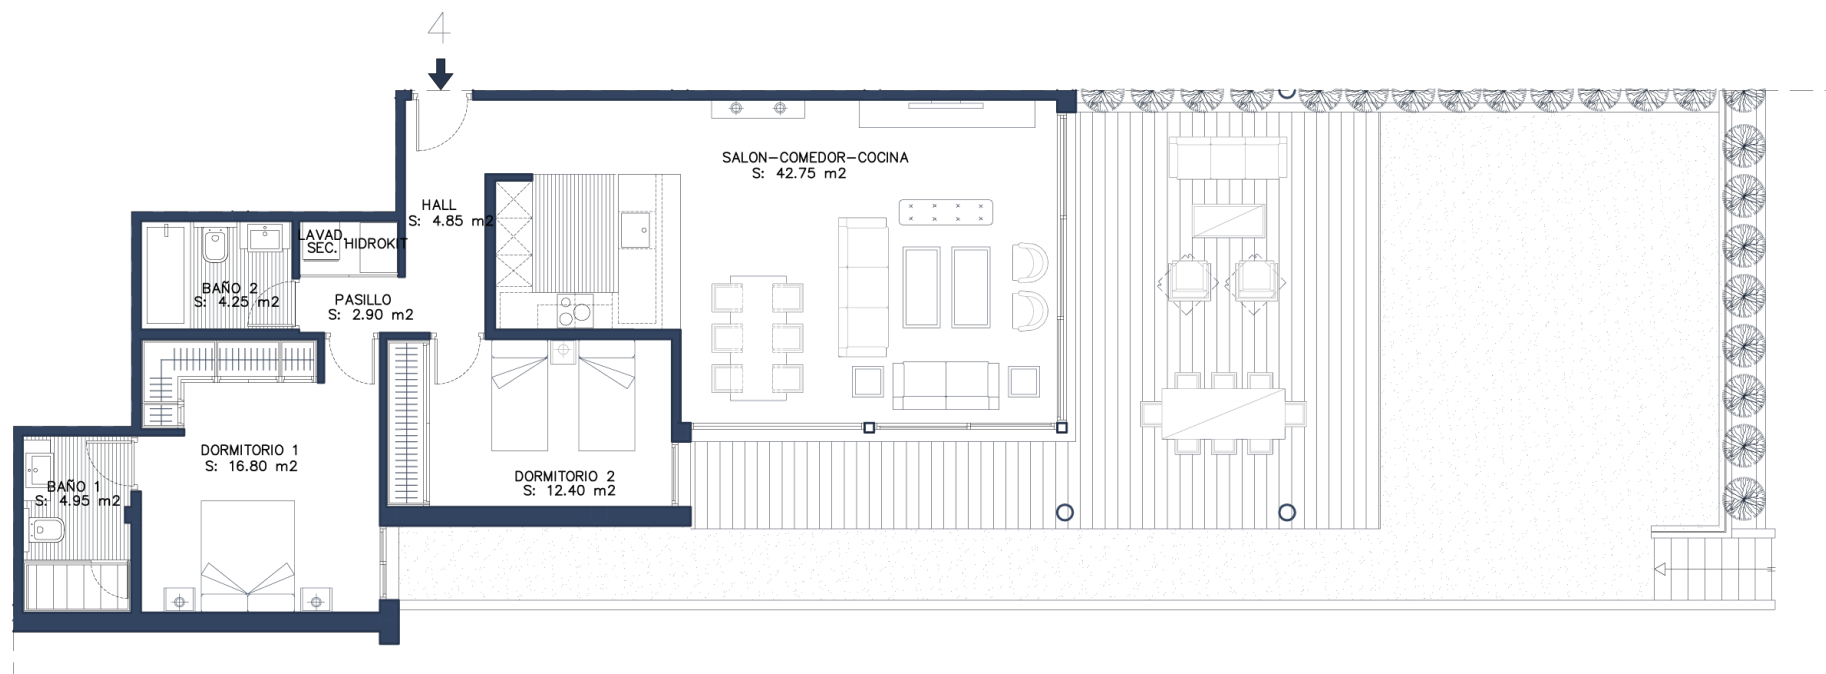 4
SALON-COMEDOR-COCINA
S: 42.75 m2
HALL
S: 4.85 m2
LAVAD.
SEC.
HIDROKIT
BAÑO 2
S: 4.25 m2
PASILLO
S: 2.90 m2
DORMITORIO 1
S: 16.80 m2
DORMITORIO 2
S: 12.40 m2
BAÑO 1
S: 4.95 m2